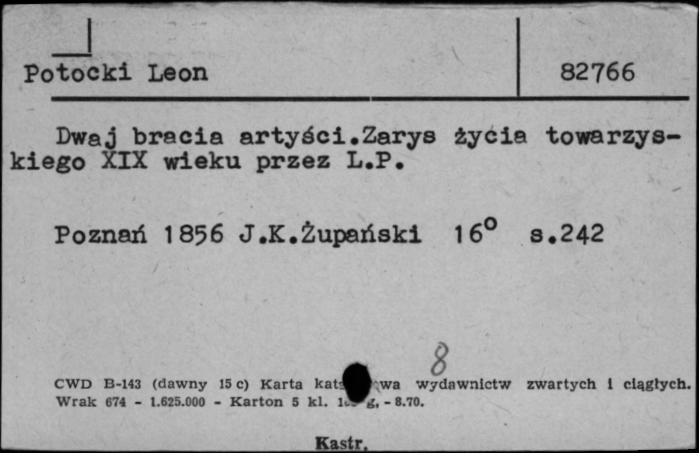 Potocki Leon 82766
Dwaj bracia artyści.Zarys życia towarzys-
kiego XIX wieku przez L.P.
Poznań 1856 J.K.Żupański 16° s.242
8
CWD B-143 (dawny 15 c) Karta wydawnictw zwartych i ciągłych.
Wrak 674 - 1.625.000 - Karton 5 kl. g, - 8.70.
Kastr.